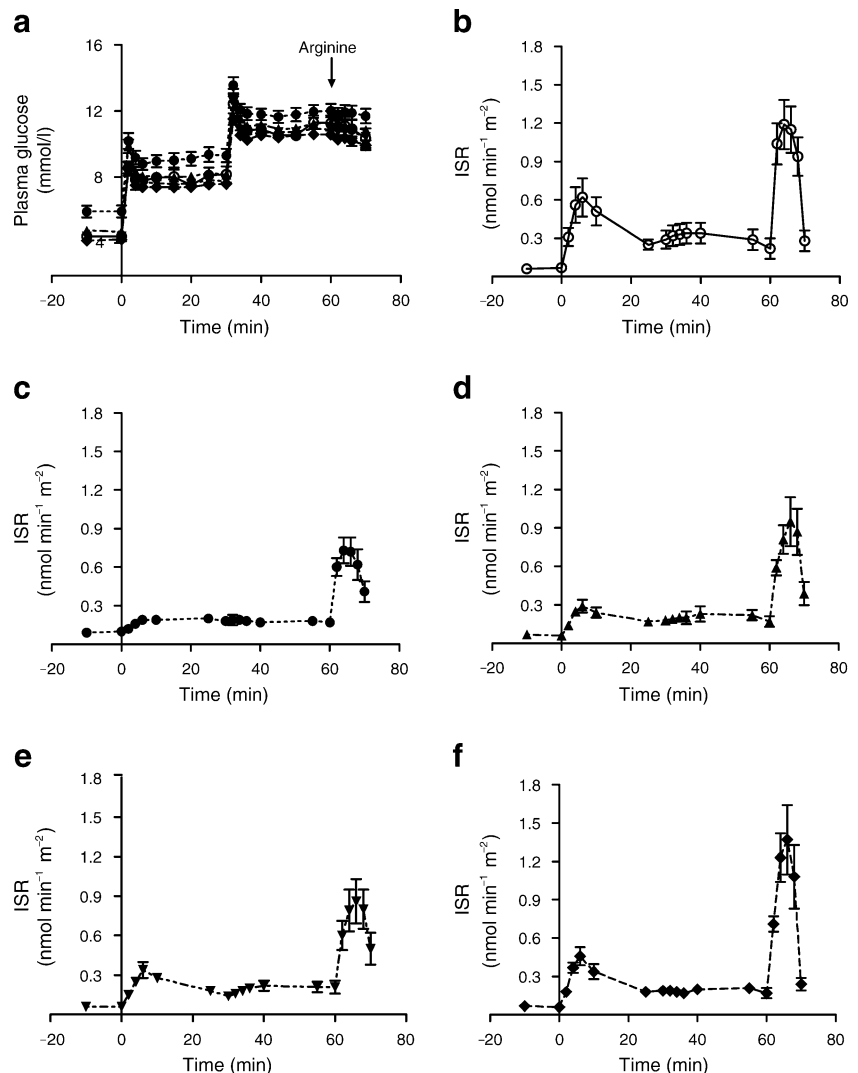 a
16
12
8
4
Plasma glucose
(mmol/l)
Arginine
−20 0 20 40 60 80
Time (min)
b
1.8
1.5
1.2
0.9
0.6
0.3
ISR
(nmol min⁻¹ m⁻²)
−20 0 20 40 60 80
Time (min)
c
1.8
1.5
1.2
0.9
0.6
0.3
ISR
(nmol min⁻¹ m⁻²)
−20 0 20 40 60 80
Time (min)
d
1.8
1.5
1.2
0.9
0.6
0.3
ISR
(nmol min⁻¹ m⁻²)
−20 0 20 40 60 80
Time (min)
e
1.8
1.5
1.2
0.9
0.6
0.3
ISR
(nmol min⁻¹ m⁻²)
−20 0 20 40 60 80
Time (min)
f
1.8
1.5
1.2
0.9
0.6
0.3
ISR
(nmol min⁻¹ m⁻²)
−20 0 20 40 60 80
Time (min)